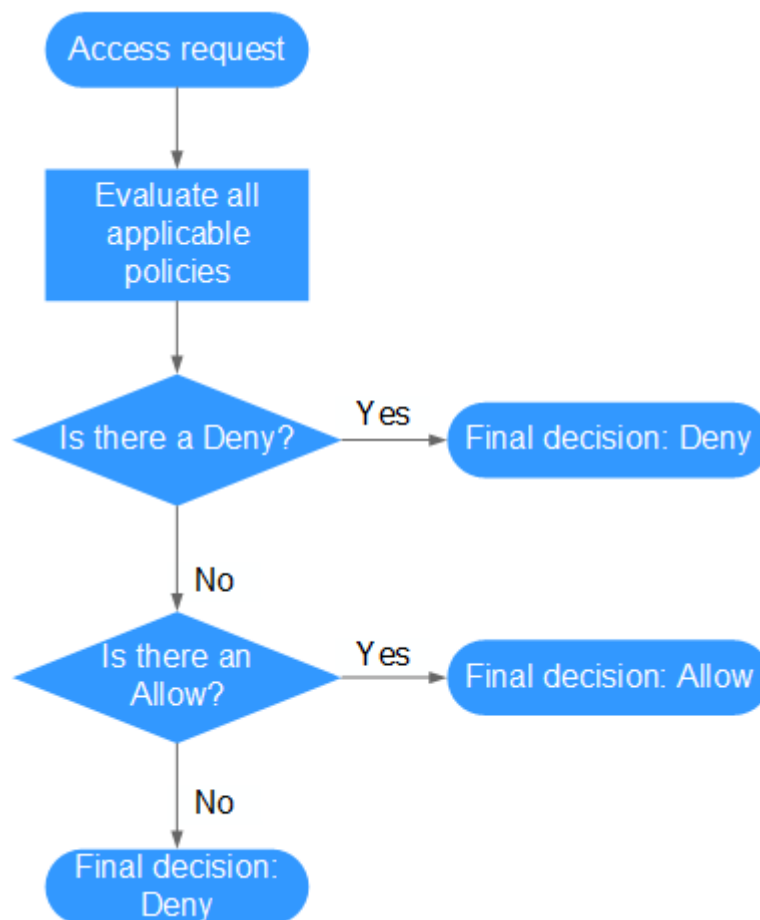 Access request
Evaluate all
applicable
policies
Is there a Deny?
Yes
Final decision: Deny
No
Is there an
Allow?
Yes
Final decision: Allow
No
Final decision:
Deny